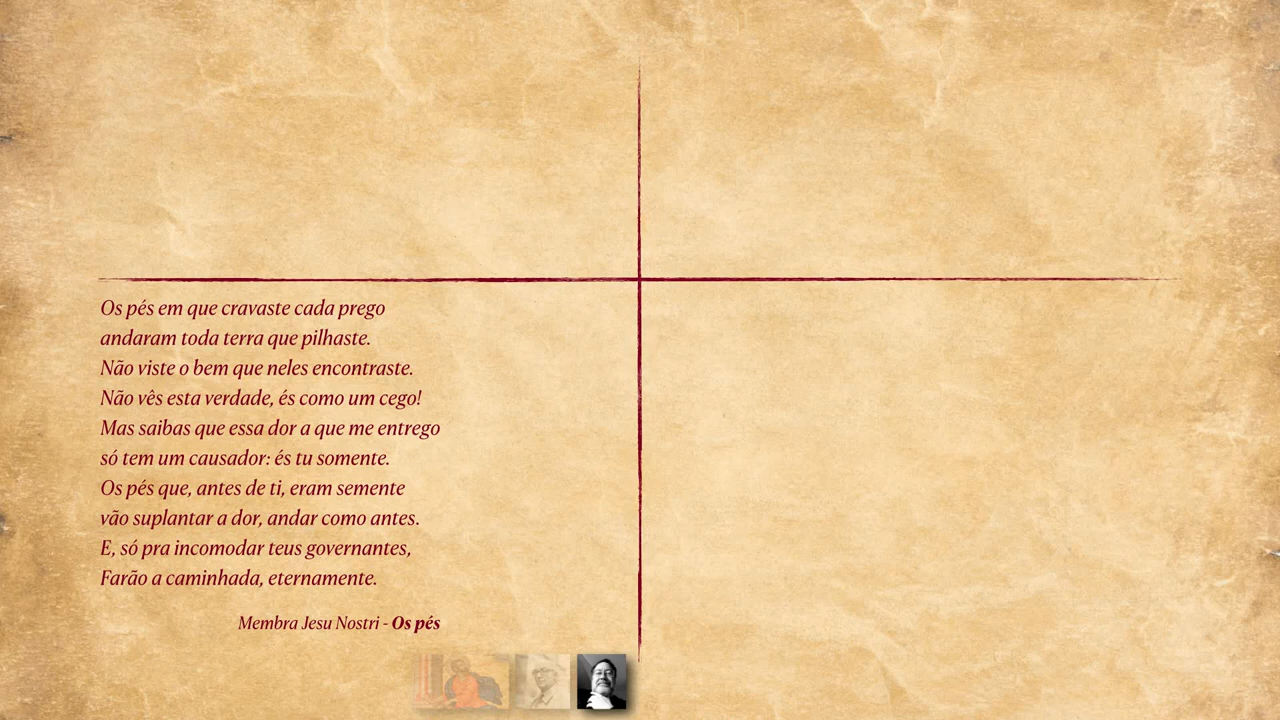 Os pés em que cravaste cada prego
andaram toda terra que pilhaste.
Não viste o bem que neles encontraste.
Não vês esta verdade, és como um cego!
Mas saibas que essa dor a que me entrego
só tem um causador: és tu somente.
Os pés que, antes de ti, eram semente
vão suplantar a dor, andar como antes.
E, só pra incomodar teus governantes,
Farão a caminhada, eternamente.
Membra Jesu Nostri - Os pés